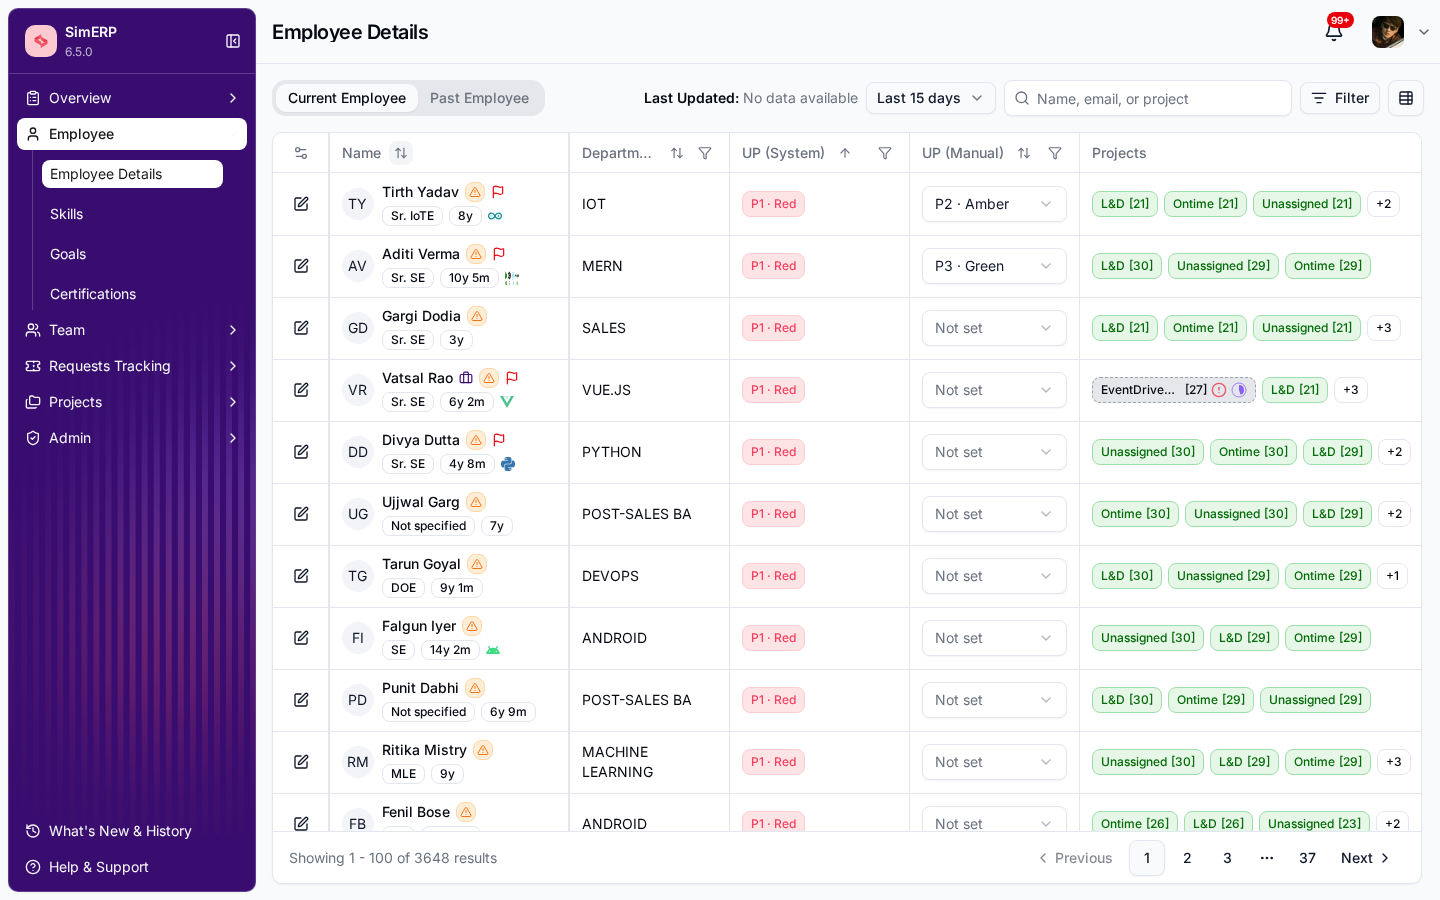 SimERP
6.5.0
Overview
Employee
Employee Details
Skills
Goals
Certifications
Team
Requests Tracking
Projects
Admin
What's New & History
Help & Support
Employee Details
99+
Current Employee
Past Employee
Last Updated: No data available
Last 15 days
Name, email, or project
Filter
Name
Departm...
UP (System)
UP (Manual)
Projects
TY
Tirth Yadav
Sr. IoTE
8y
IOT
P1 · Red
P2 · Amber
L&D [21]
Ontime [21]
Unassigned [21]
+2
AV
Aditi Verma
Sr. SE
10y 5m
MERN
P1 · Red
P3 · Green
L&D [30]
Unassigned [29]
Ontime [29]
GD
Gargi Dodia
Sr. SE
3y
SALES
P1 · Red
Not set
L&D [21]
Ontime [21]
Unassigned [21]
+3
VR
Vatsal Rao
Sr. SE
6y 2m
VUE.JS
P1 · Red
Not set
EventDrive... [27]
L&D [21]
+3
DD
Divya Dutta
Sr. SE
4y 8m
PYTHON
P1 · Red
Not set
Unassigned [30]
Ontime [30]
L&D [29]
+2
UG
Ujjwal Garg
Not specified
7y
POST-SALES BA
P1 · Red
Not set
Ontime [30]
Unassigned [30]
L&D [29]
+2
TG
Tarun Goyal
DOE
9y 1m
DEVOPS
P1 · Red
Not set
L&D [30]
Unassigned [29]
Ontime [29]
+1
FI
Falgun Iyer
SE
14y 2m
ANDROID
P1 · Red
Not set
Unassigned [30]
L&D [29]
Ontime [29]
PD
Punit Dabhi
Not specified
6y 9m
POST-SALES BA
P1 · Red
Not set
L&D [30]
Ontime [29]
Unassigned [29]
RM
Ritika Mistry
MLE
9y
MACHINE
LEARNING
P1 · Red
Not set
Unassigned [30]
L&D [29]
Ontime [29]
+3
FB
Fenil Bose
ANDROID
P1 · Red
Not set
Ontime [26]
L&D [26]
Unassigned [23]
+2
Showing 1 - 100 of 3648 results
Previous
1
2
3
...
37
Next